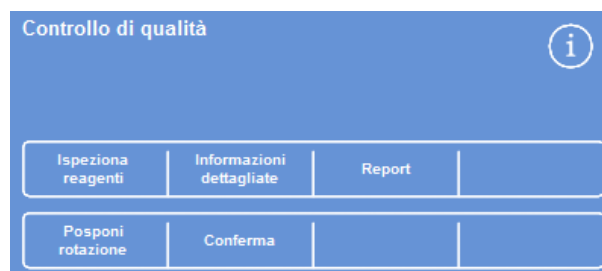 Controllo di qualità
i
Ispeziona
reagenti
Informazioni
dettagliate
Report
Posponi
rotazione
Conferma